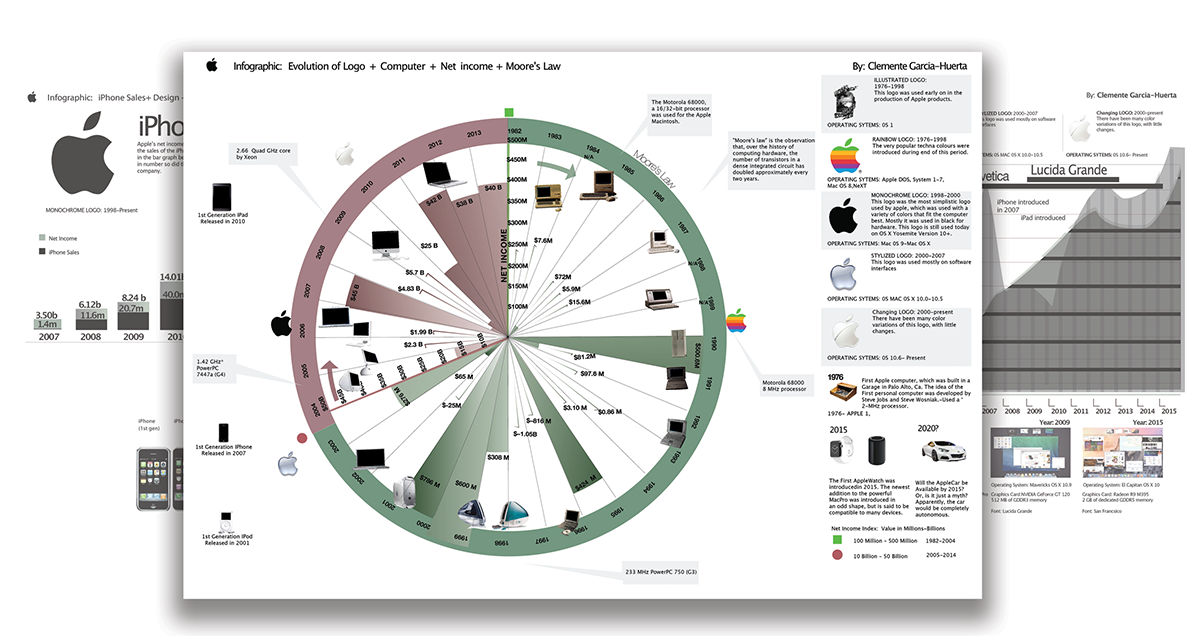 Infographic: iPhone Sales+ Design -
iPho
Apple's net incom
the sales of the iPh
in the bar graph be
in number so did t
company.
MONOCHROME LOGO: 1998-Present
Net Income
iPhone Sales
3.50b
1.4m
2007
6.12b
11.6m
2008
8.24 b
20.7m
2009
14.01b
40.0m
201
iPhone
(1st gen)
Infographic: Evolution of Logo + Computer + Net income + Moore's Law
By: Clemente Garcia-Huerta
The Motorola 68000,
a 16/32-bit processor
was used for the Apple
Macintosh.
"Moore's law" is the observation
that, over the history of
computing hardware, the
number of transistors in a
dense integrated circuit has
doubled approximately every
two years.
Moore's Law
2.66 Quad GHz core
by Xeon
1st Generation IPad
Released in 2010
1.42 GHz*
PowerPC
7447a (G4)
1st Generation IPhone
Released in 2007
1st Generation IPod
Released in 2001
233 MHz PowerPC 750 (G3)
Motorola 68000
8 MHz processor
1982
1983
1984
N/A
1985
1986
1987
1988
N/A
1989
N/A
1990
1991
1992
1993
1994
1995
1996
1997
1998
1999
2000
2001
2002
2003
2004
2005
2006
2007
2008
2009
2010
2011
2012
2013
$500M
$450M
$400M
$350M
$300M
$250M
$200M
$150M
$100M
NET INCOME
$7.6M
$72M
$5.9M
$15.6M
$500.6M
$81.2M
$97.6M
$3.10 M
$0.86 M
$424 M
$-816 M
$-1.05B
$308 M
$600 M
$786 M
$-25M
$65 M
$276 M
$50B
$45B
$35B
$30B
$25B
$20B
$15B
$10B
$2.3 B
$1.99 B
$45 B
$4.83 B
$5.7 B
$25 B
$42 B
$38 B
$40 B
ILLUSTRATED LOGO:
1976-1998
This logo was used early on in the
production of Apple products.
OPERATING SYTEMS: OS 1
RAINBOW LOGO: 1976-1998
The very popular techna colours were
introduced during end of this period.
OPERATING SYTEMS: Apple DOS, System 1-7,
Mac OS 8,NeXT
MONOCHROME LOGO: 1998-2000
This logo was the most simplistic logo
used by apple, which was used with a
variety of colors that fit the computer
best. Mostly it was used in black for
hardware. This logo is still used today
on OS X Yosemite Version 10+.
OPERATING SYTEMS: Mac OS 9-Mac OS X
STYLIZED LOGO: 2000-2007
This logo was used mostly on software
interfaces
OPERATING SYTEMS: OS MAC OS X 10.0-10.5
Changing LOGO: 2000-present
There have been many color
variations of this logo, with little
changes.
OPERATING SYTEMS: OS 10.6- Present
1976
First Apple computer, which was built in a
Garage in Palo Alto, Ca. The idea of the
First personal computer was developed by
Steve Jobs and Steve Wosniak.-Used a "
2-MHz processor.
1976- APPLE 1,
2015
The First AppleWatch was
introducedin 2015. The newest
addition to the powerful
MacPro was introduced in
an odd shape, but is said to be
compatible to many devices.
2020?
Will the AppleCar be
Available by 2015?
Or, is it just a myth?
Apparently, the car
would be completely
autonomous.
Net Income Index: Value in Millions-Billions
100 Million - 500 Million 1982-2004
10 Billion - 50 Billion 2005-2014
By: Clemente Garcia-Huerta
YLIZED LOGO: 2000-2007
logo was used mostly on software
rfaces
Changing LOGO: 2000-present
There have been many color
variations of this logo, with little
changes.
TEMS: OS MAC OS X 10.0-10.5
OPERATING SYTEMS: OS 10.6- Present
lvetica
Lucida Grande
iPhone introduced
in 2007
iPad introduced
2007 2008 2009 2010 2011 2012 2013 2014 2015
Year: 2009
Year: 2015
Operating System: Mavericks OS X 10.9
Graphics Card:NVIDIA GeForce GT 120
512 MB of GDDR3 memory
Font: Lucida Grande
Operating System: El Capitan OS X 10
Graphics Card: Radeon R9 M395
2 GB of dedicated GDDR5 memory
Font: San Francisico